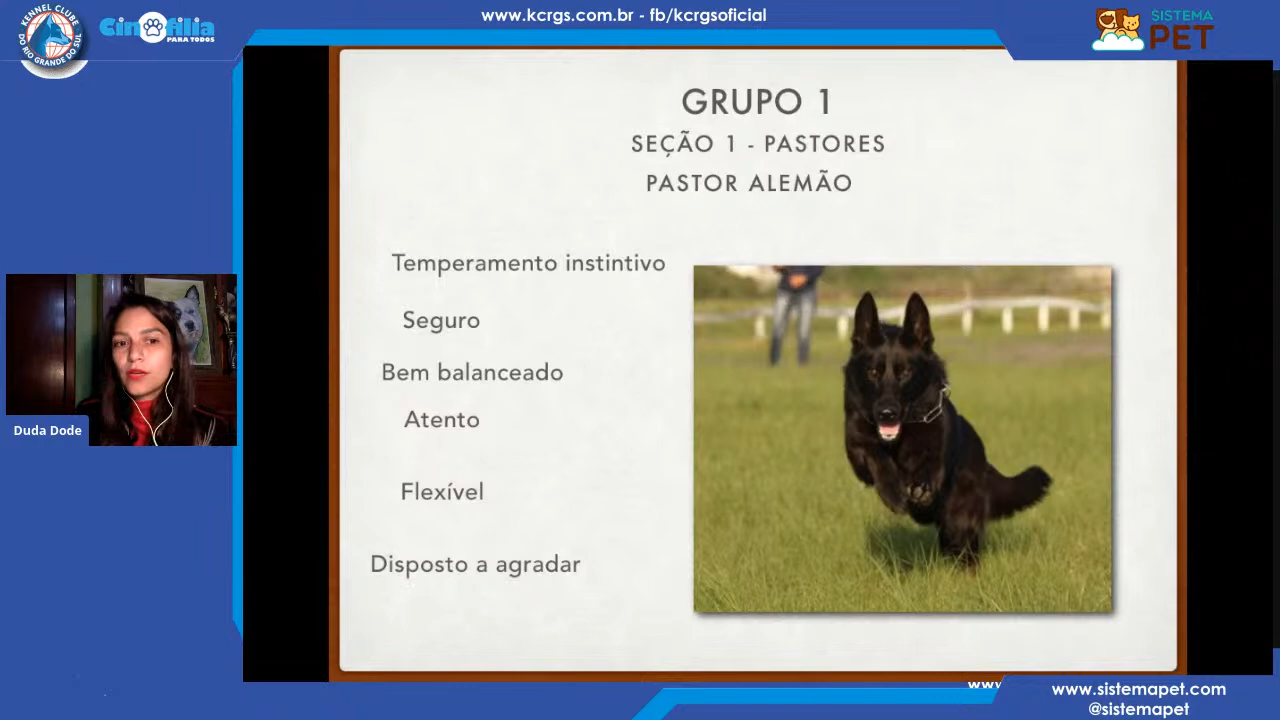 www.kcrgs.com.br - fb/kcrgsoficial
KENNEL CLUBE
DO RIO GRANDE DO SUL
Cinofilia
PARA TODOS
SISTEMA
PET
GRUPO 1
SEÇÃO 1 - PASTORES
PASTOR ALEMÃO
Temperamento instintivo
Seguro
Bem balanceado
Atento
Flexível
Disposto a agradar
Duda Dode
www
www.sistemapet.com
@sistemapet